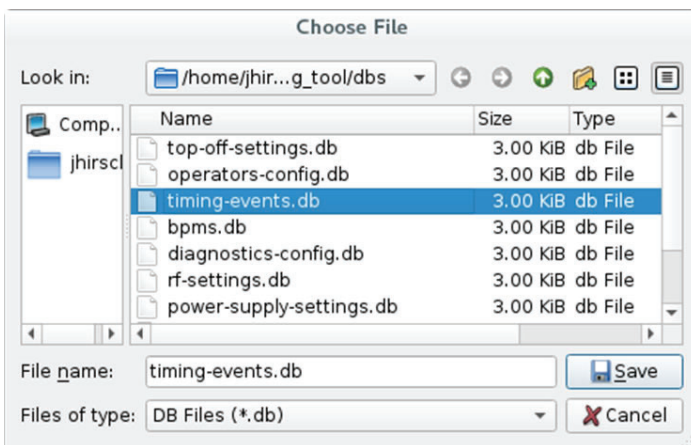 Choose File
Look in: /home/jhir...g_tool/dbs
Comp..
jhirscl
Name Size Type
top-off-settings.db 3.00 KiB db File
operators-config.db 3.00 KiB db File
timing-events.db 3.00 KiB db File
bpms.db 3.00 KiB db File
diagnostics-config.db 3.00 KiB db File
rf-settings.db 3.00 KiB db File
power-supply-settings.db 3.00 KiB db File
File name: timing-events.db Save
Files of type: DB Files (*.db) Cancel